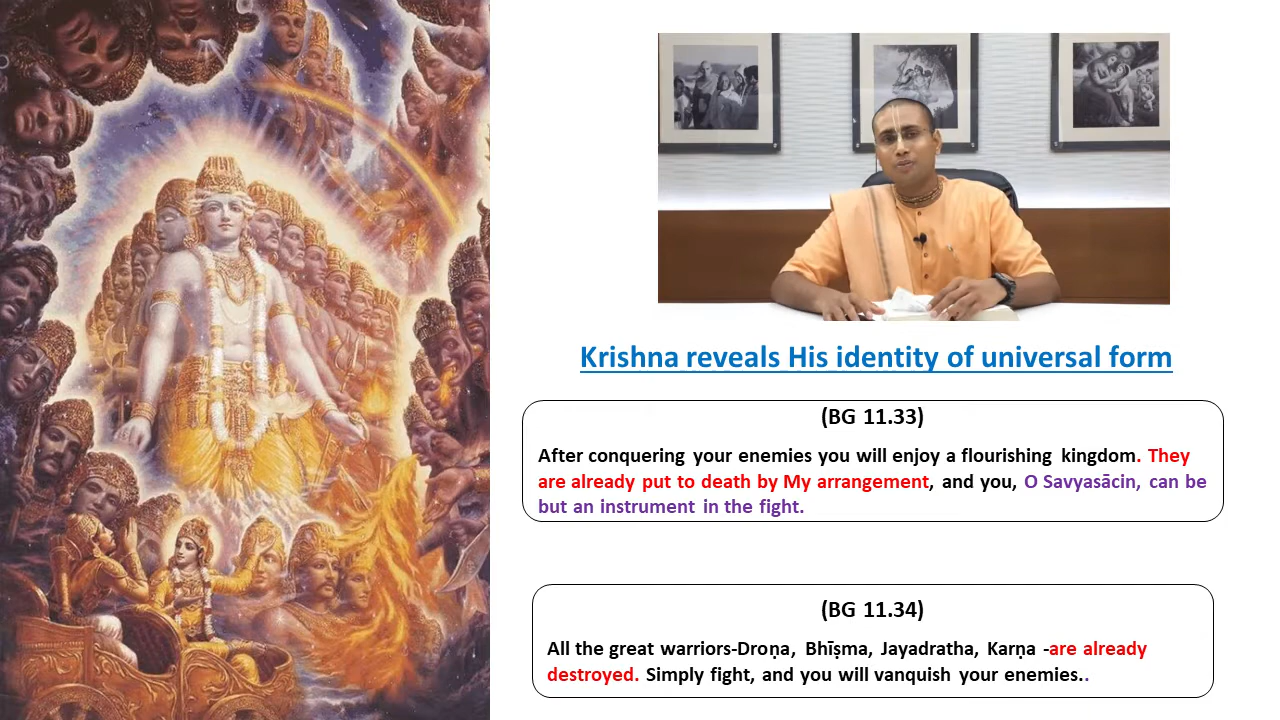 Krishna reveals His identity of universal form
(BG 11.33)
After conquering your enemies you will enjoy a flourishing kingdom. They
are already put to death by My arrangement, and you, O Savyasācin, can be
but an instrument in the fight.
(BG 11.34)
All the great warriors-Droṇa, Bhīṣma, Jayadratha, Karṇa -are already
destroyed. Simply fight, and you will vanquish your enemies..